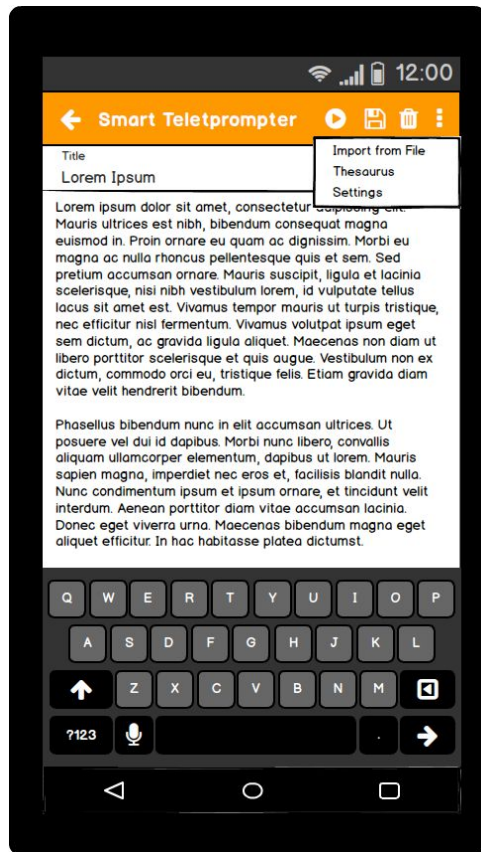 12:00
Smart Teletprompter
Import from File
Thesaurus
Settings
Title
Lorem Ipsum
Lorem ipsum dolor sit amet, consectetur
Mauris ultrices est nibh, bibendum consequat magna
euismod in. Proin ornare eu quam ac dignissim. Morbi eu
magna ac nulla rhoncus pellentesque quis et sem. Sed
pretium accumsan ornare. Mauris suscipit, ligula et lacinia
scelerisque, nisi nibh vestibulum lorem, id vulputate tellus
lacus sit amet est. Vivamus tempor mauris ut turpis tristique,
nec efficitur nisl fermentum. Vivamus volutpat ipsum eget
sem dictum, ac gravida ligula aliquet. Maecenas non diam ut
libero porttitor scelerisque et quis augue. Vestibulum non ex
dictum, commodo orci eu, tristique felis. Etiam gravida diam
vitae velit hendrerit bibendum.
Phasellus bibendum nunc in elit accumsan ultrices. Ut
posuere vel dui id dapibus. Morbi nunc libero, convallis
aliquam ullamcorper elementum, dapibus ut lorem. Mauris
sapien magna, imperdiet nec eros et, facilisis blandit nulla.
Nunc condimentum ipsum et ipsum ornare, et tincidunt velit
interdum. Aenean porttitor diam vitae accumsan lacinia.
Donec eget viverra urna. Maecenas bibendum magna eget
aliquet efficitur. In hac habitasse platea dictumst.
Q W E R T Y U I O P
A S D F G H J K L
Z X C V B N M
?123 .